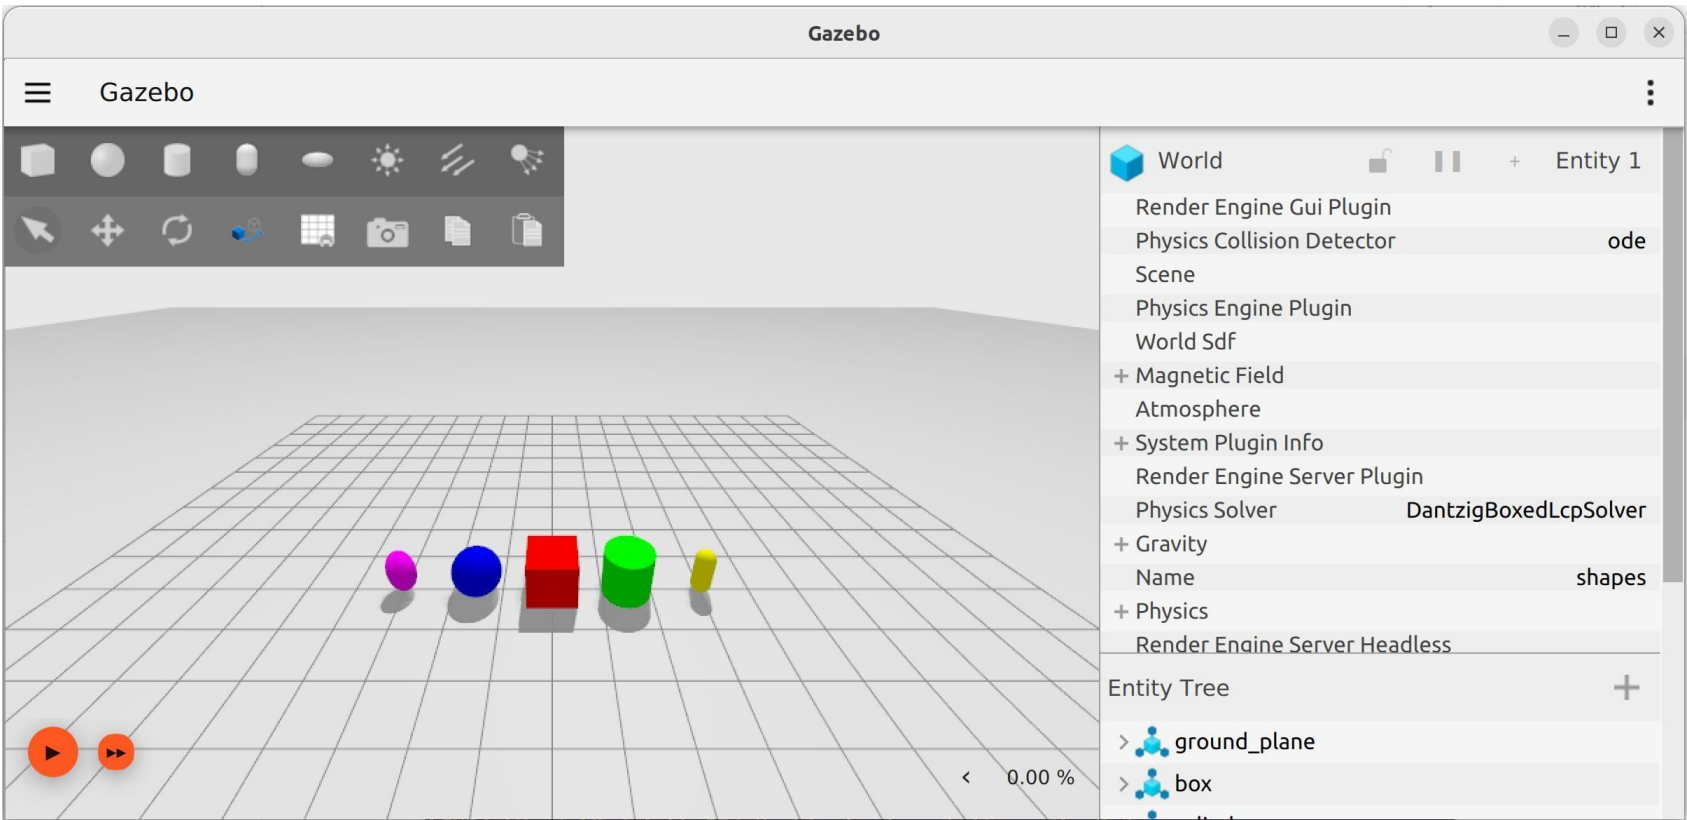 Gazebo
Gazebo
World Entity 1
Render Engine Gui Plugin
Physics Collision Detector ode
Scene
Physics Engine Plugin
World Sdf
Magnetic Field
Atmosphere
System Plugin Info
Render Engine Server Plugin
Physics Solver DantzigBoxedLcpSolver
Gravity
Name shapes
Physics
Render Engine Server Headless
Entity Tree
ground_plane
box
0.00 %